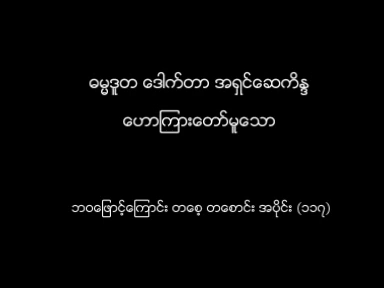 ဓမ္မဒူတ ဒေါက်တာ အရှင်ဆေကိန္ဒ
ဟောကြားတော်မူသော
ဘဝဖြောင့်ကြောင်း တစေ့ တစောင်း အပိုင်း (၁၁၇)